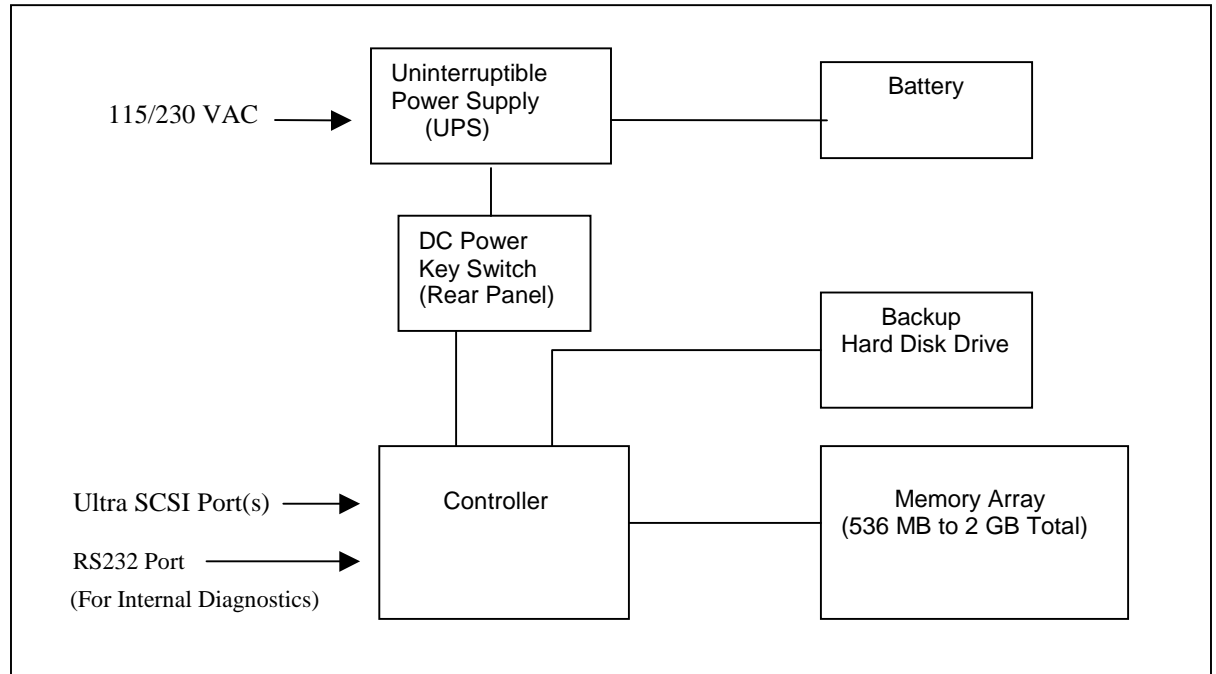 Uninterruptible
Power Supply
(UPS)
Battery
115/230 VAC
DC Power
Key Switch
(Rear Panel)
Backup
Hard Disk Drive
Ultra SCSI Port(s)
Controller
Memory Array
(536 MB to 2 GB Total)
RS232 Port
(For Internal Diagnostics)